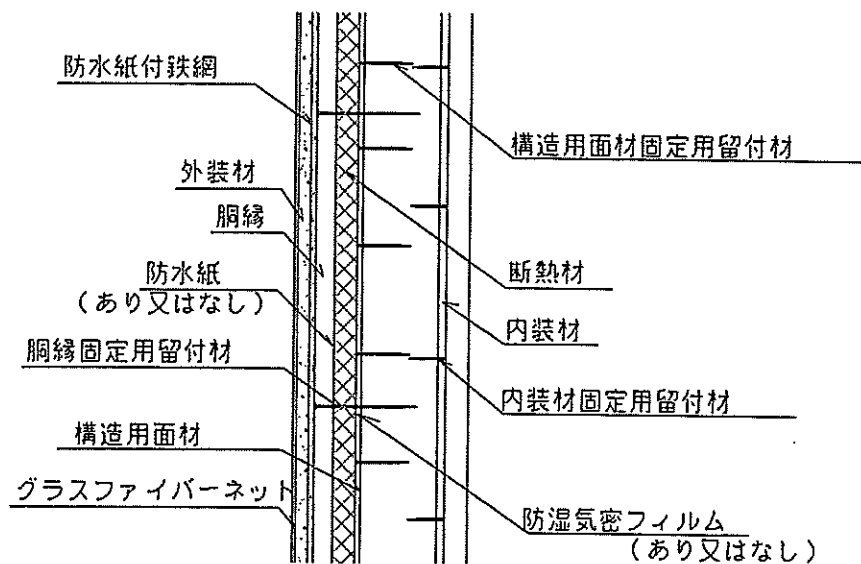 防水紙付鉄網
外装材
胴縁
防水紙
(あり又はなし)
胴縁固定用留付材
構造用面材
グラスファイバーネット
構造用面材固定用留付材
断熱材
内装材
内装材固定用留付材
防湿気密フィルム
(あり又はなし)